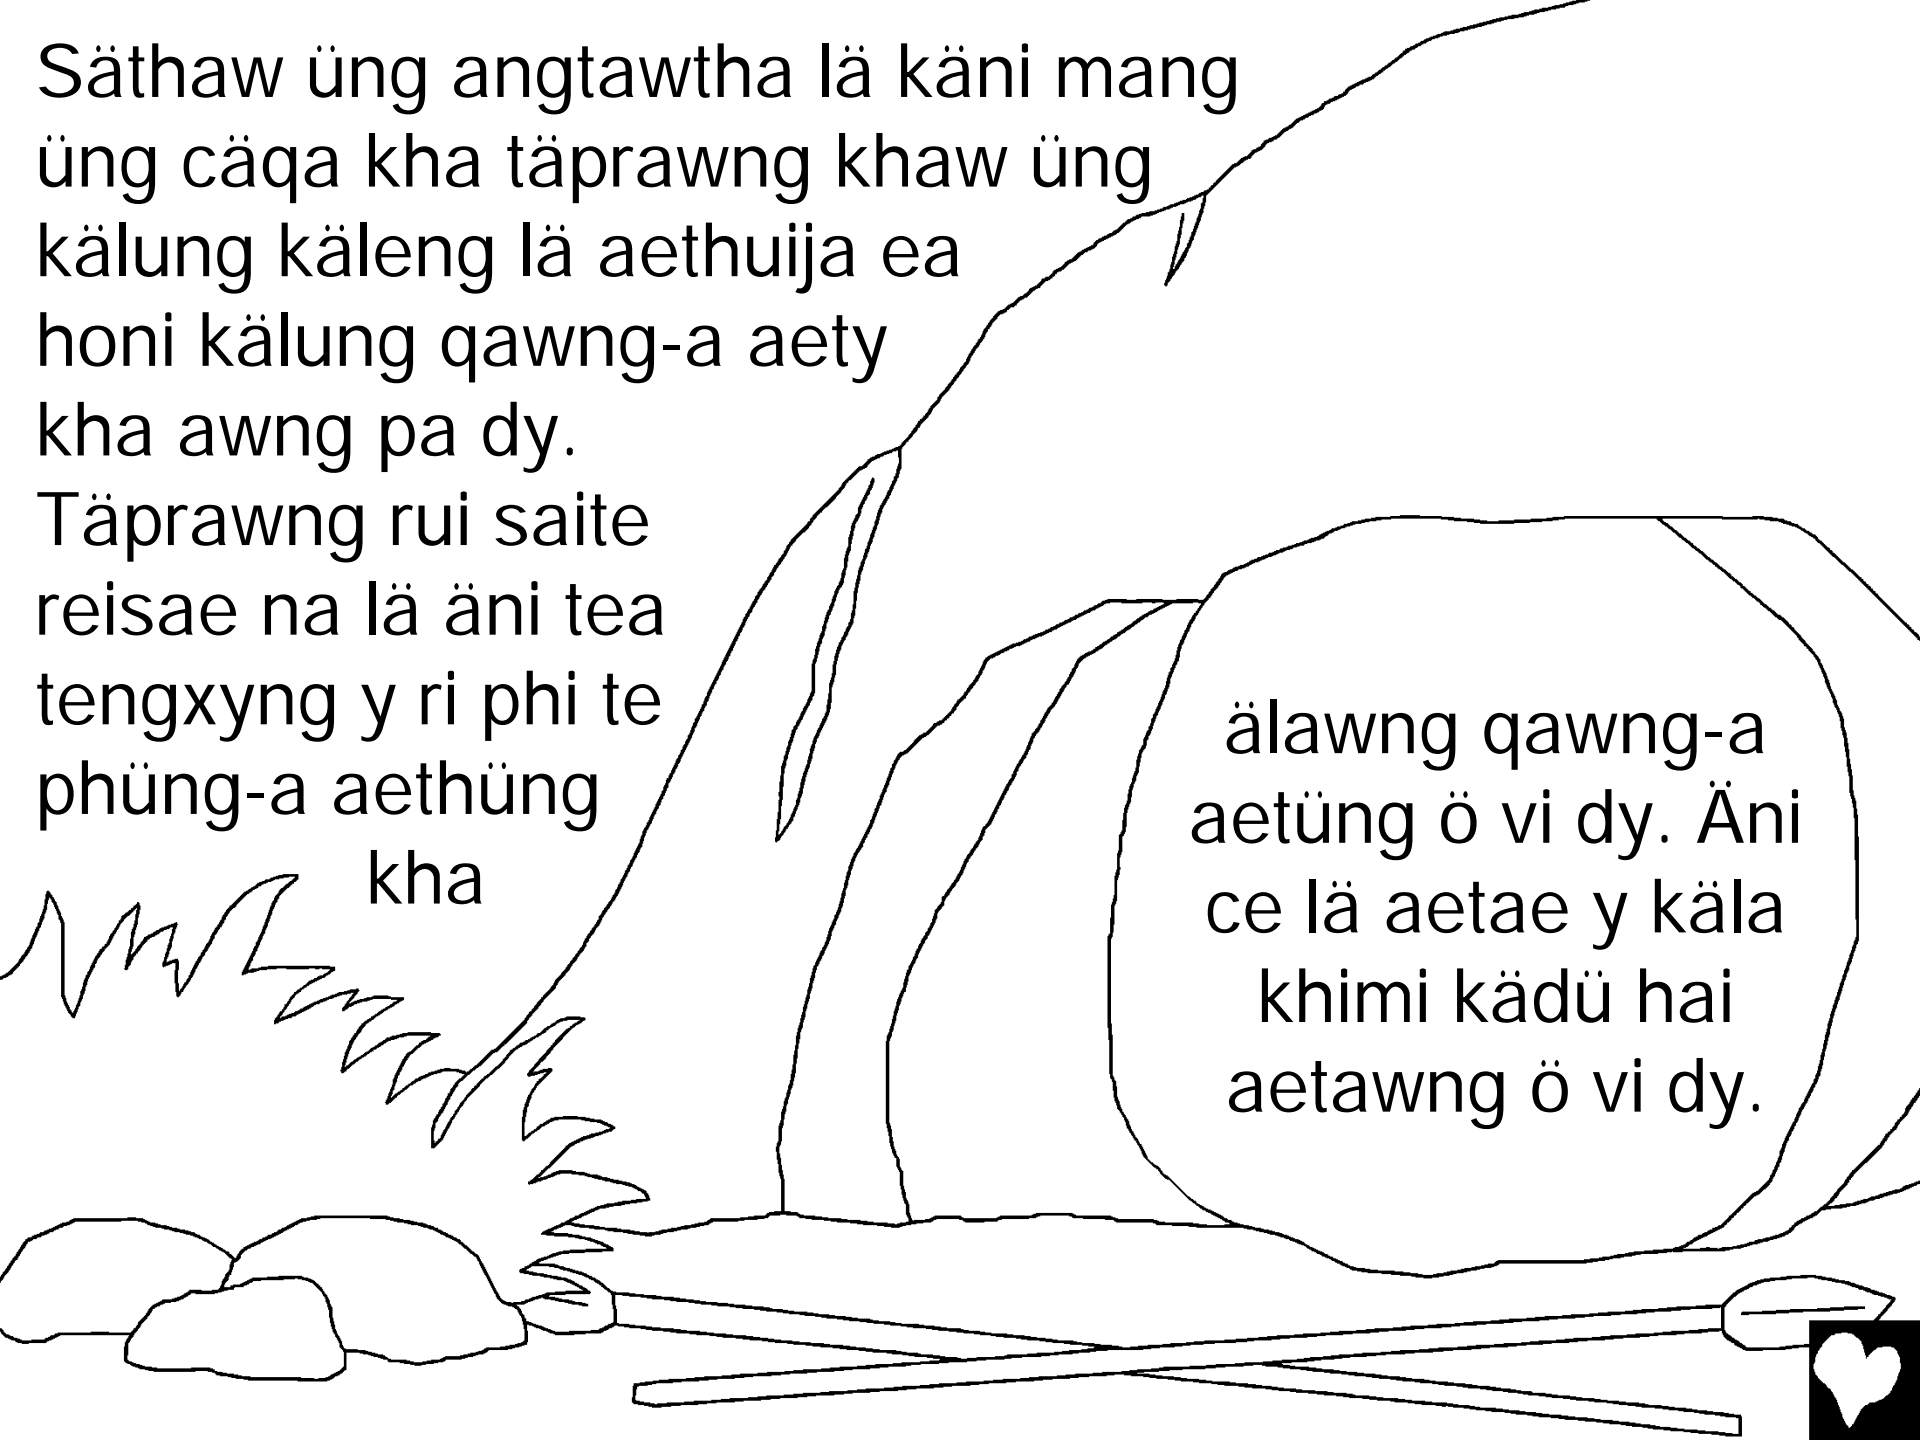 Säthaw üng angtawtha lä käni mang
üng cäqa kha täprawng khaw üng
kälung käleng lä aethuija ea
honi kälung qawng-a aety
kha awng pa dy.
Täprawng rui saite
reisae na lä äni tea
tengxyng y ri phi te
phüng-a aethüng
kha
älawng qawng-a
aetüng ö vi dy. Äni
ce lä aetae y käla
khimi kädü hai
aetawng ö vi dy.